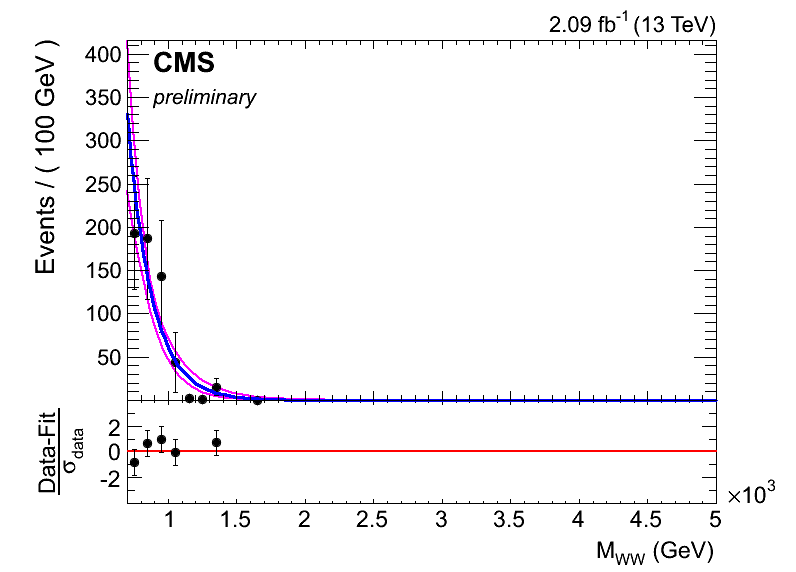 2.09 fb⁻¹ (13 TeV)
CMS
preliminary
Events / ( 100 GeV )
400
350
300
250
200
150
100
50
Data-Fit
σdata
2
0
-2
×10³
1 1.5 2 2.5 3 3.5 4 4.5 5
MWW (GeV)